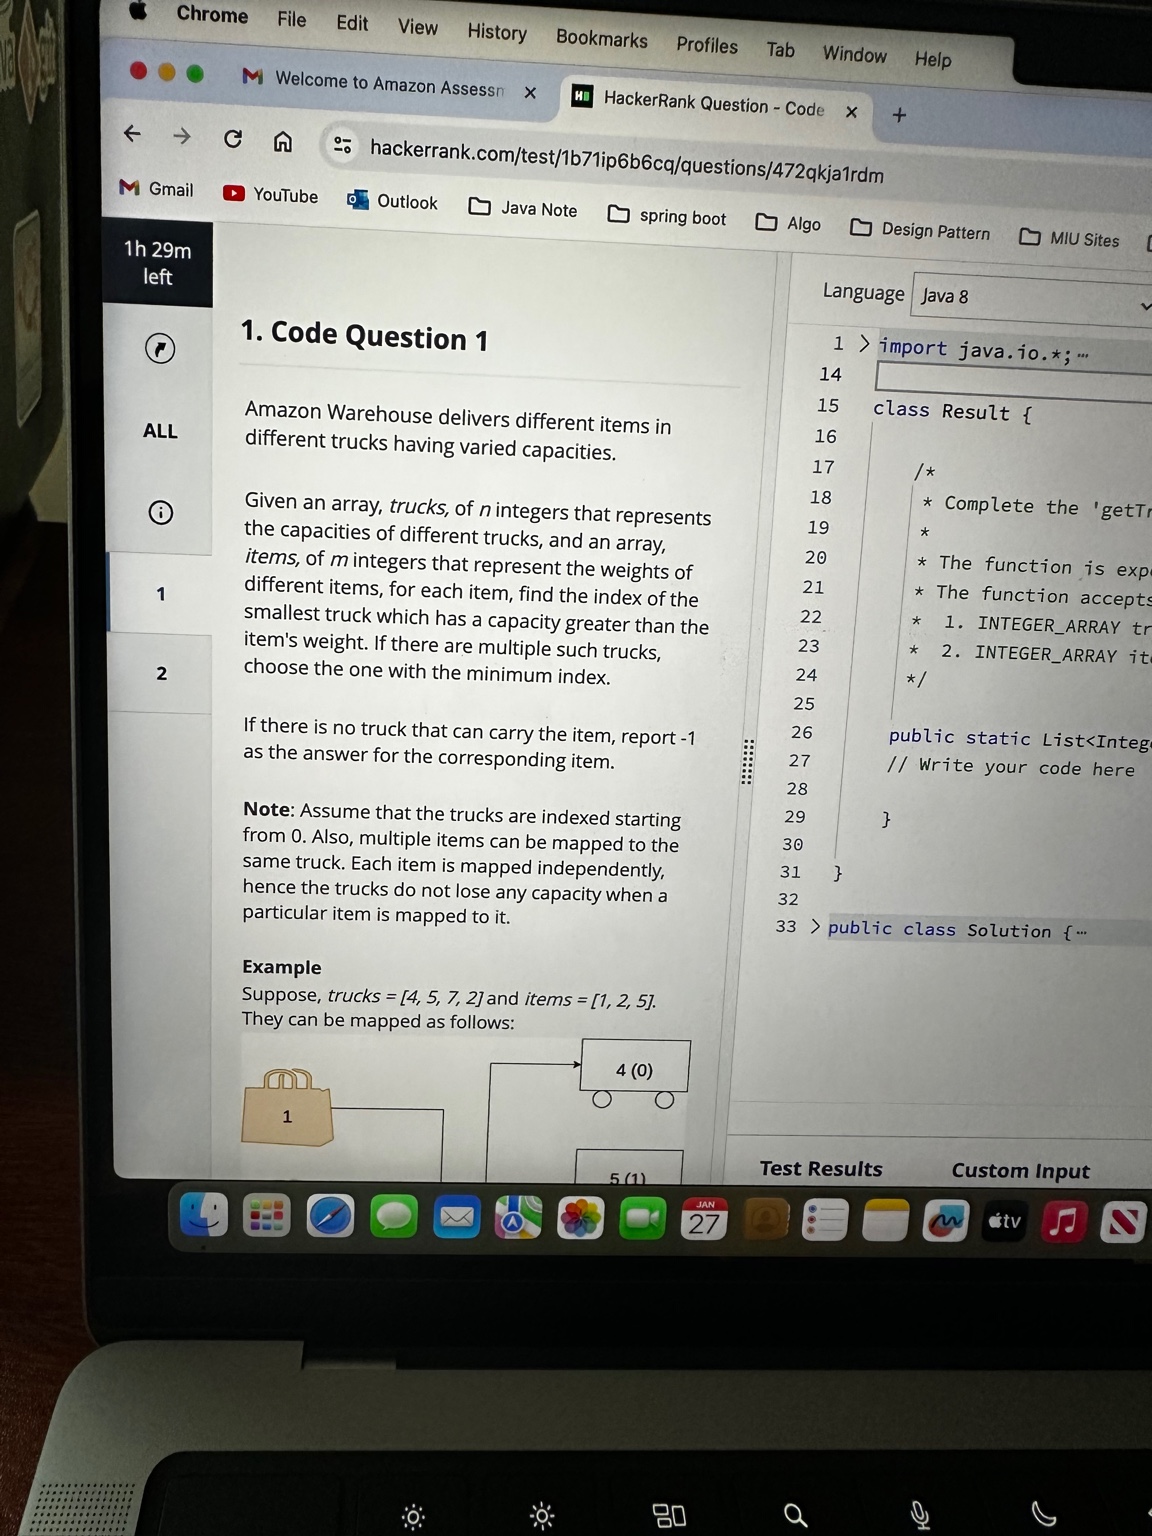 Chrome File Edit View History Bookmarks Profiles Tab Window Help
Welcome to Amazon Assessm
HackerRank Question - Code
hackerrank.com/test/1b71ip6b6cq/questions/472qkja1rdm
Gmail YouTube Outlook Java Note spring boot Algo Design Pattern MIU Sites
1h 29m
left
ALL
1
2
1. Code Question 1
Amazon Warehouse delivers different items in
different trucks having varied capacities.
Given an array, trucks, of n integers that represents
the capacities of different trucks, and an array,
items, of m integers that represent the weights of
different items, for each item, find the index of the
smallest truck which has a capacity greater than the
item's weight. If there are multiple such trucks,
choose the one with the minimum index.
If there is no truck that can carry the item, report -1
as the answer for the corresponding item.
Note: Assume that the trucks are indexed starting
from 0. Also, multiple items can be mapped to the
same truck. Each item is mapped independently,
hence the trucks do not lose any capacity when a
particular item is mapped to it.
Example
Suppose, trucks = [4, 5, 7, 2] and items = [1, 2, 5].
They can be mapped as follows:
1
4 (0)
5 (1)
Language Java 8
1 import java.io.*;
14
15 class Result {
16
17 /*
18 * Complete the 'getTr
19 *
20 * The function is exp
21 * The function accepts
22 * 1. INTEGER_ARRAY tr
23 * 2. INTEGER_ARRAY it
24 */
25
26 public static List<Intege
27 // Write your code here
28
29 }
30
31 }
32
33 public class Solution {
Test Results Custom Input
JAN
27
tv